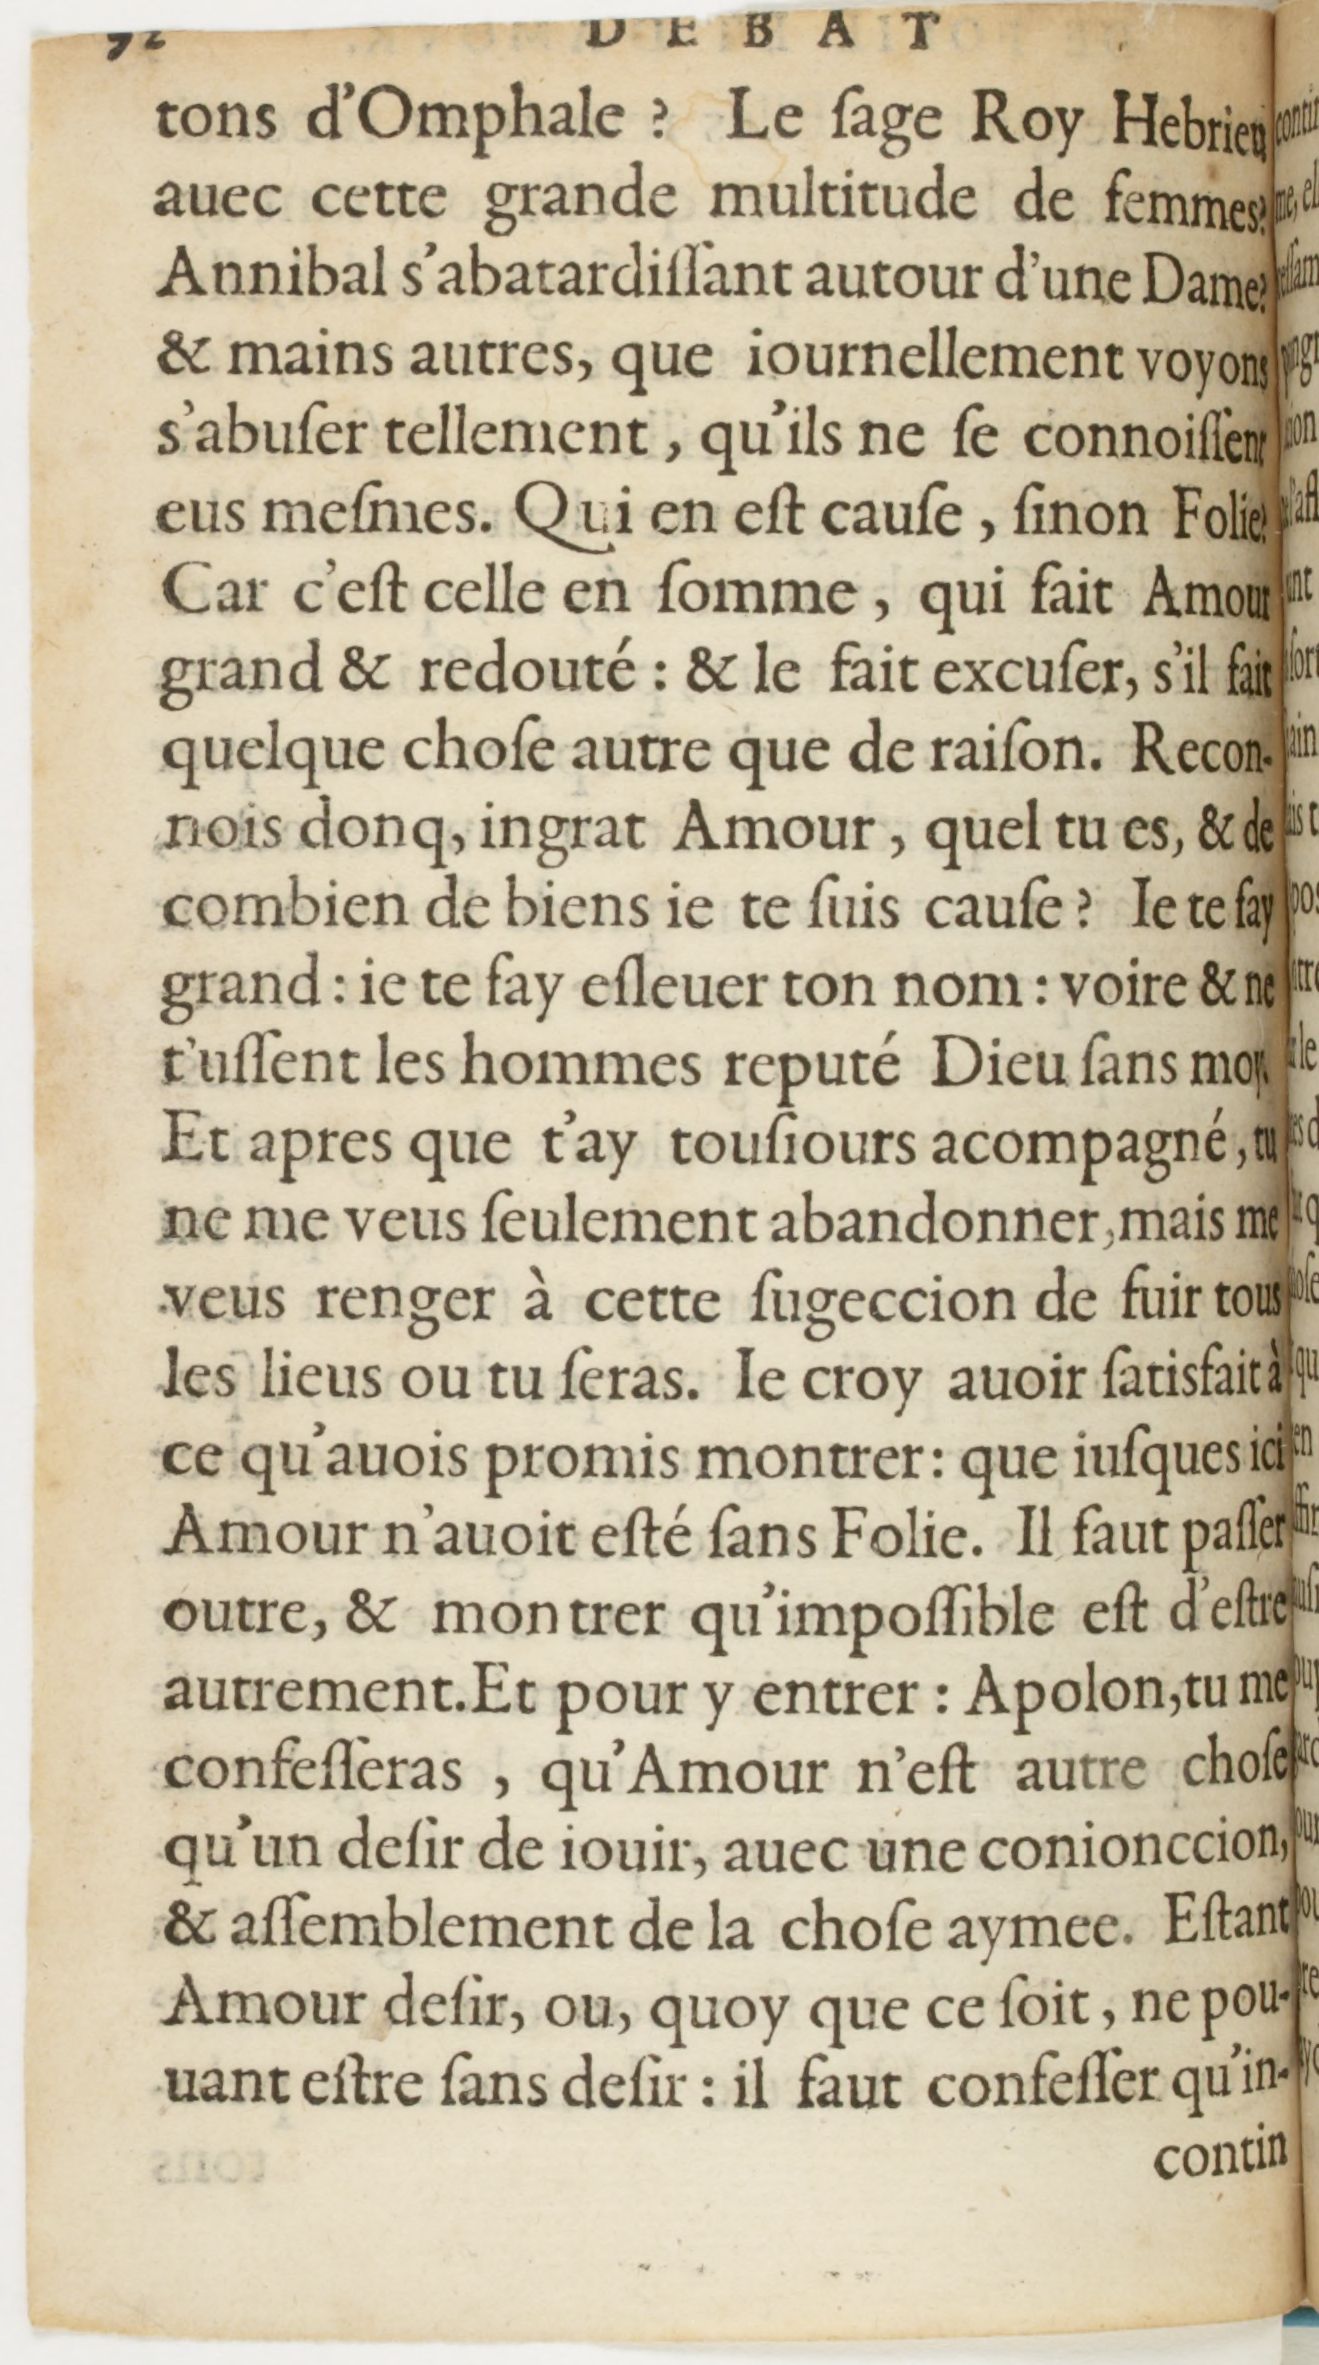 92 DEBAT
tons d'Omphale ? Le ſage Roy Hebrieu
auec cette grande multitude de femmes?
Annibal s'abatardiſſant autour d'une Dame?
& mains autres, que iournellement voyons
s'abuſer tellement, qu'ils ne ſe connoiſſent
eus meſmes. Qui en eſt cauſe, ſinon Folie?
Car c'eſt celle en ſomme, qui fait Amour
grand & redouté : & le fait excuſer, s'il fait
quelque choſe autre que de raiſon. Recon-
nois donq, ingrat Amour, quel tu es, & de
combien de biens ie te ſuis cauſe ? Ie te fay
grand : ie te fay eſleuer ton nom : voire & ne
t'uſſent les hommes reputé Dieu ſans moy.
Et apres que t'ay touſiours acompagné, tu
ne me veus ſeulement abandonner, mais me
veus renger à cette ſugeccion de fuir tous
les lieus ou tu ſeras. Ie croy auoir ſatisfait à
ce qu'auois promis montrer : que iuſques ici
Amour n'auoit eſté ſans Folie. Il faut paſſer
outre, & montrer qu'impoſſible eſt d'eſtre
autrement. Et pour y entrer : Apolon, tu me
confeſſeras, qu'Amour n'eſt autre choſe
qu'un deſir de iouir, auec une conionccion,
& aſſemblement de la choſe aymee. Eſtant
Amour deſir, ou, quoy que ce ſoit, ne pou-
uant eſtre ſans deſir : il faut confeſſer qu'in-
contin